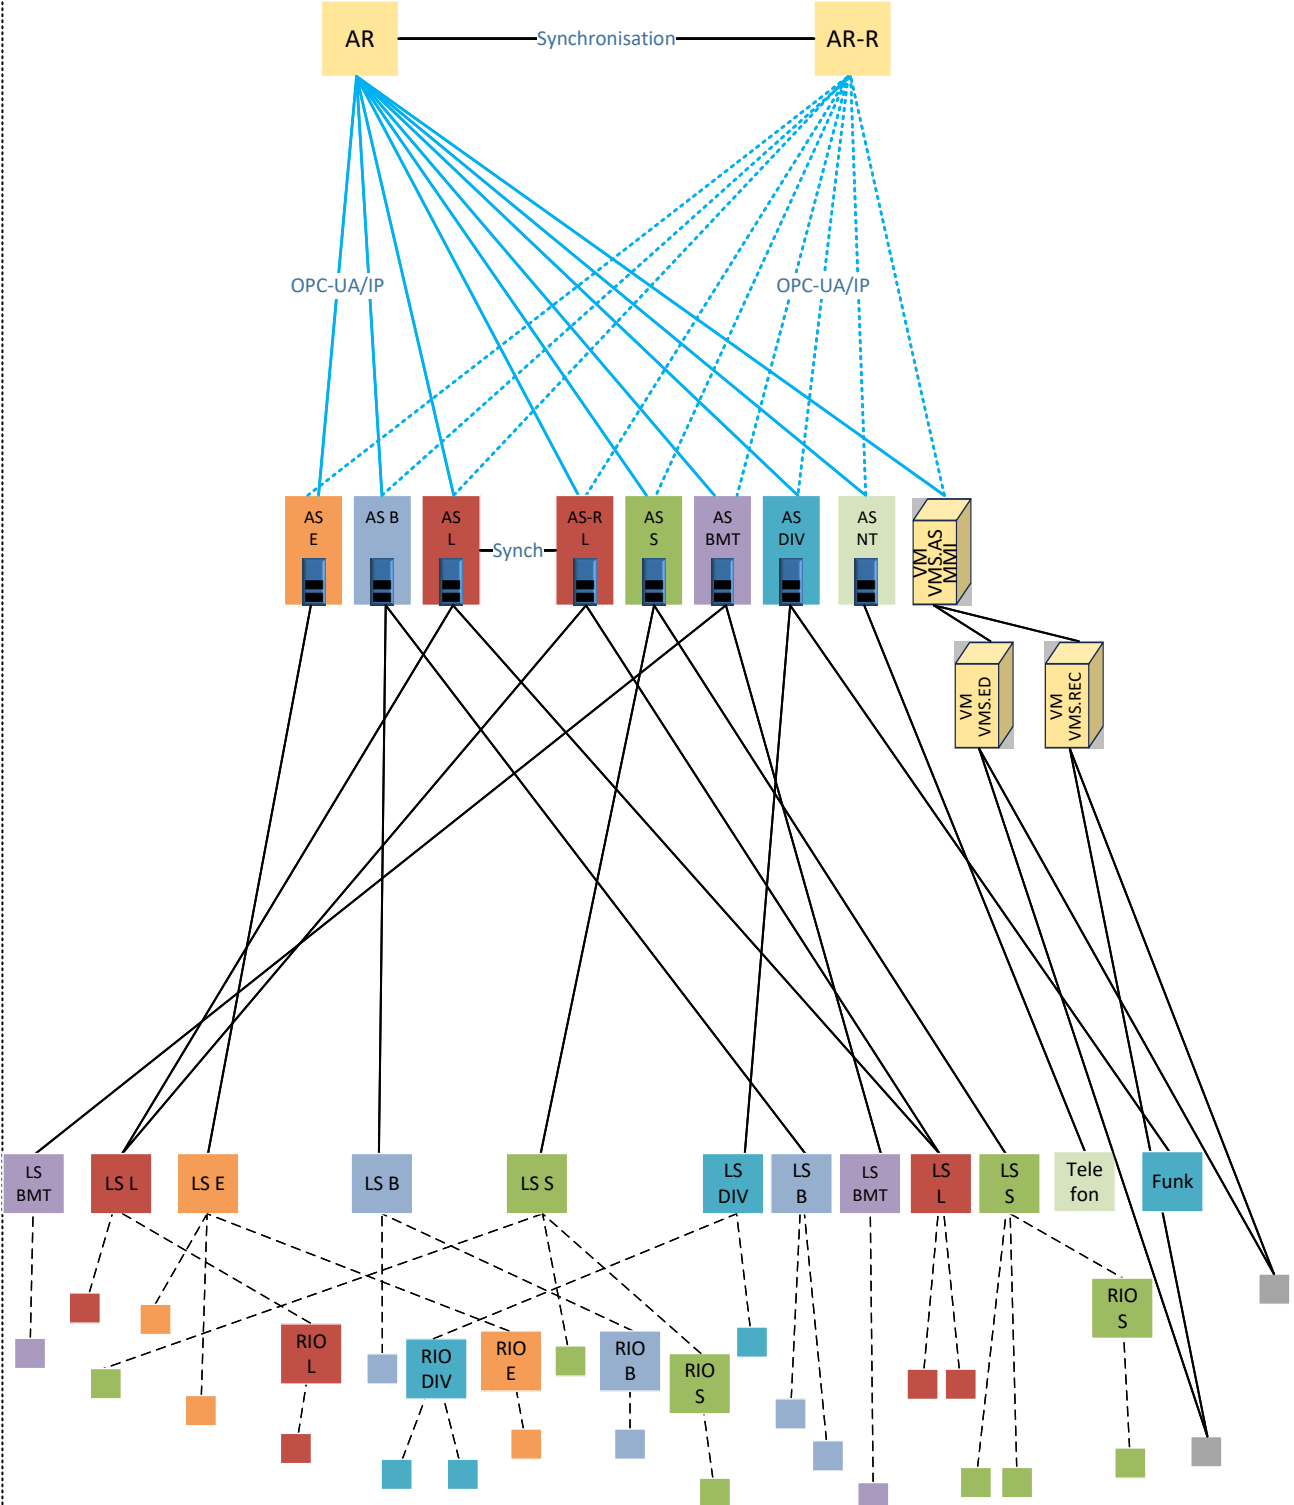 AR
Synchronisation
AR-R
OPC-UA/IP
OPC-UA/IP
AS
E
AS B
AS
L
Synch
AS-R
L
AS
S
AS
BMT
AS
DIV
AS
NT
VM
VMS.AS
MMI
VM
VMS.ED
VM
VMS.REC
LS
BMT
LS L
LS E
LS B
LS S
LS
DIV
LS
B
LS
BMT
LS
L
LS
S
Tele
fon
Funk
RIO
S
RIO
L
RIO
DIV
RIO
E
RIO
B
RIO
S